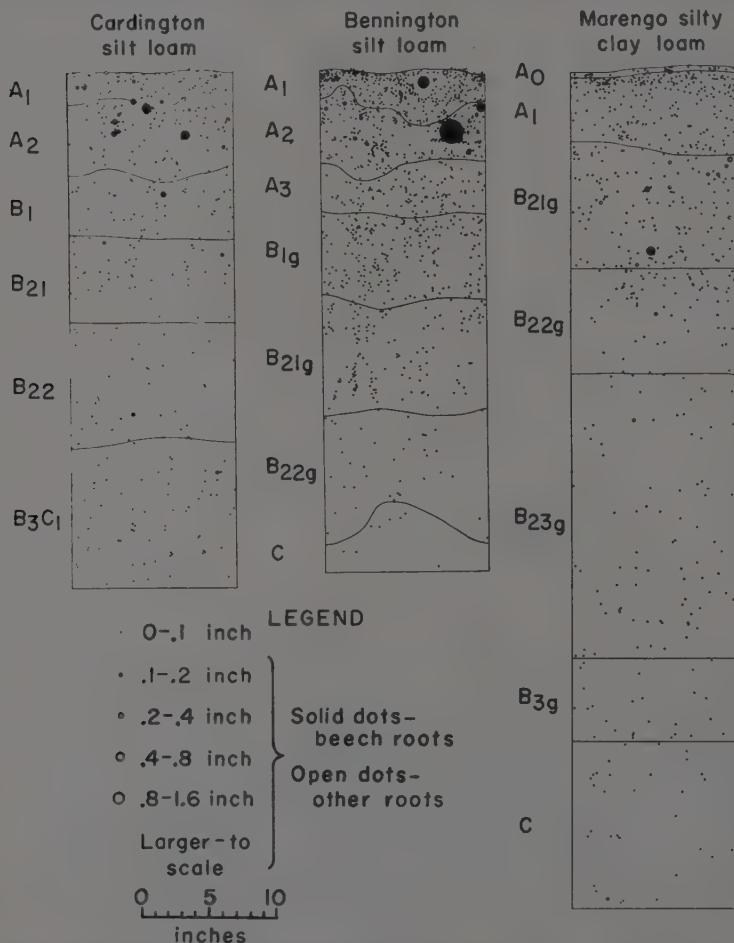 Cardington
silt loam
A1
A2
B1
B21
B22
B3C1
Bennington
silt loam
A1
A2
A3
B1g
B21g
B22g
C
Marengo silty
clay loam
A0
A1
B21g
B22g
B23g
B3g
C
LEGEND
0-.1 inch
.1-.2 inch
.2-.4 inch
.4-.8 inch
.8-1.6 inch
Larger-to
scale
Solid dots-
beech roots
Open dots-
other roots
0 5 10
inches